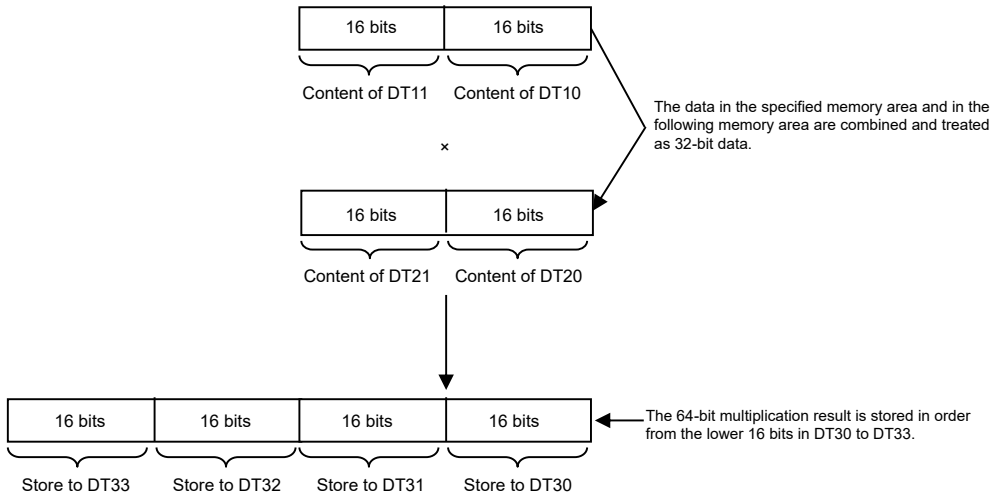 16 bits 16 bits
Content of DT11 Content of DT10
The data in the specified memory area and in the
following memory area are combined and treated
as 32-bit data.
×
16 bits 16 bits
Content of DT21 Content of DT20
16 bits 16 bits 16 bits 16 bits
The 64-bit multiplication result is stored in order
from the lower 16 bits in DT30 to DT33.
Store to DT33 Store to DT32 Store to DT31 Store to DT30